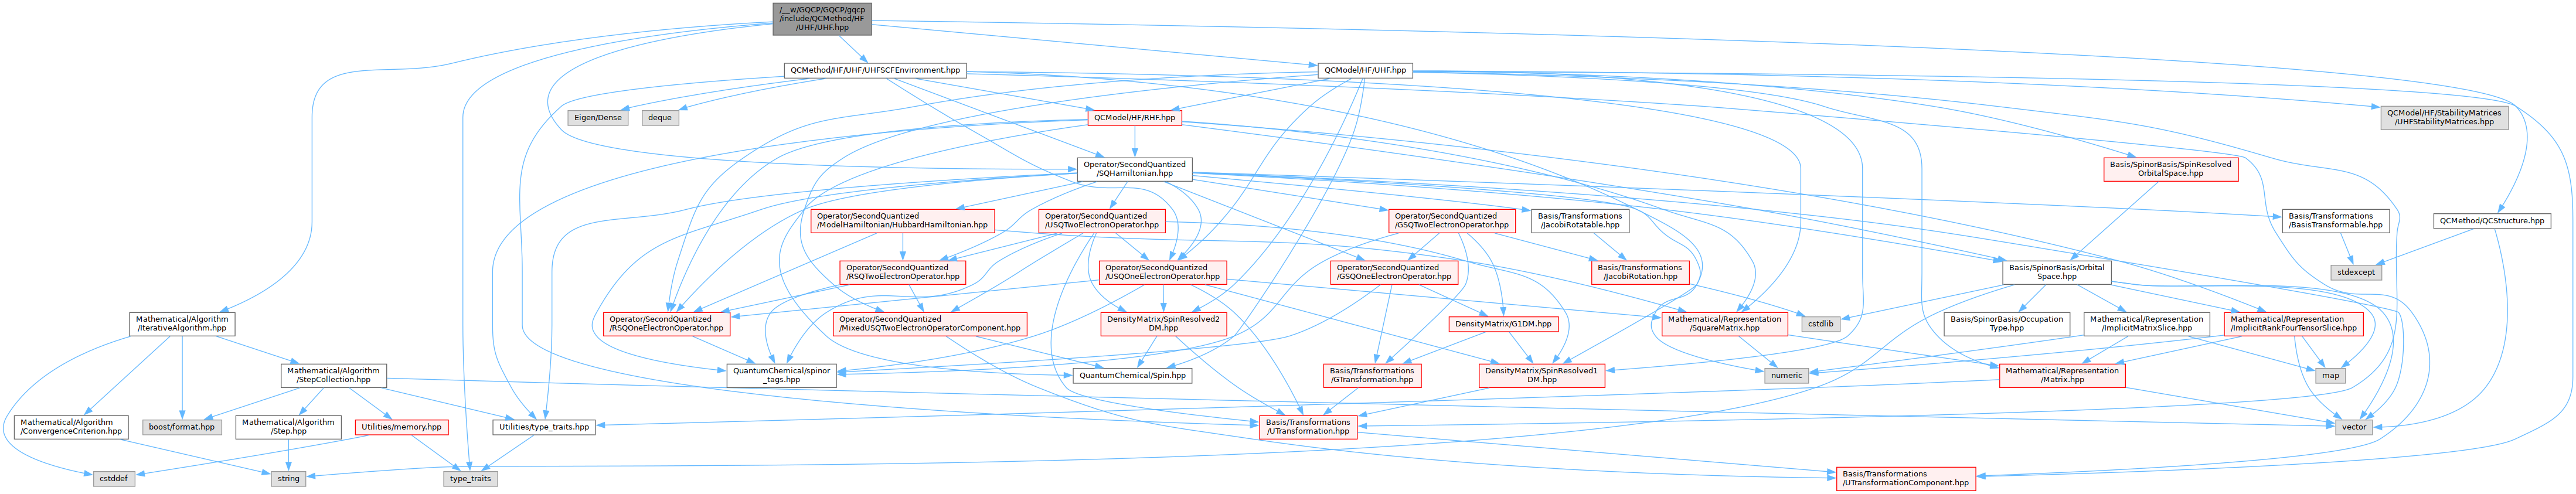 /__w/GQCP/GQCP/gqcp
/include/QCMethod/HF
/UHF/UHF.hpp
QCMethod/HF/UHF/UHFSCFEnvironment.hpp
QCModel/HF/UHF.hpp
Eigen/Dense
deque
QCModel/HF/RHF.hpp
QCModel/HF/StabilityMatrices
/UHFStabilityMatrices.hpp
Operator/SecondQuantized
/SQHamiltonian.hpp
Basis/SpinorBasis/SpinResolved
OrbitalSpace.hpp
Operator/SecondQuantized
/ModelHamiltonian/HubbardHamiltonian.hpp
Operator/SecondQuantized
/USQTwoElectronOperator.hpp
Operator/SecondQuantized
/GSQTwoElectronOperator.hpp
Basis/Transformations
/JacobiRotatable.hpp
Basis/Transformations
/BasisTransformable.hpp
QCMethod/QCStructure.hpp
Operator/SecondQuantized
/RSQTwoElectronOperator.hpp
Operator/SecondQuantized
/USQOneElectronOperator.hpp
Operator/SecondQuantized
/GSQOneElectronOperator.hpp
Basis/Transformations
/JacobiRotation.hpp
Basis/SpinorBasis/Orbital
Space.hpp
stdexcept
Mathematical/Algorithm
/IterativeAlgorithm.hpp
Operator/SecondQuantized
/RSQOneElectronOperator.hpp
Operator/SecondQuantized
/MixedUSQTwoElectronOperatorComponent.hpp
DensityMatrix/SpinResolved2
DM.hpp
DensityMatrix/G1DM.hpp
Mathematical/Representation
/SquareMatrix.hpp
cstdlib
Basis/SpinorBasis/Occupation
Type.hpp
Mathematical/Representation
/ImplicitMatrixSlice.hpp
Mathematical/Representation
/ImplicitRankFourTensorSlice.hpp
Mathematical/Algorithm
/StepCollection.hpp
QuantumChemical/spinor
_tags.hpp
QuantumChemical/Spin.hpp
Basis/Transformations
/GTransformation.hpp
DensityMatrix/SpinResolved1
DM.hpp
numeric
Mathematical/Representation
/Matrix.hpp
map
Mathematical/Algorithm
/ConvergenceCriterion.hpp
boost/format.hpp
Mathematical/Algorithm
/Step.hpp
Utilities/memory.hpp
Utilities/type_traits.hpp
Basis/Transformations
/UTransformation.hpp
vector
cstddef
string
type_traits
Basis/Transformations
/UTransformationComponent.hpp